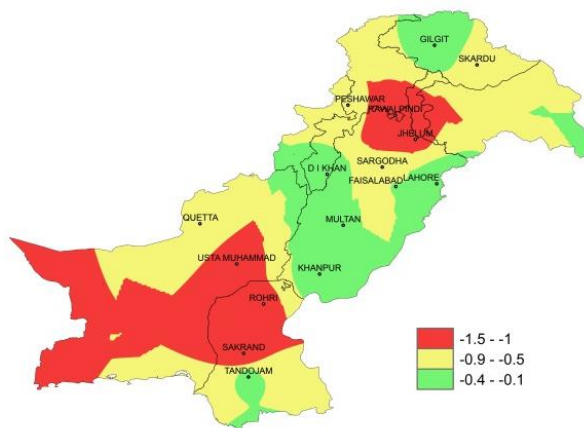 GILGIT
SKARDU
PESHAWAR
RAWALPINDI
JHBLUM
SARGODHA
D I KHAN
FAISALABAD
LAHORE
QUETTA
MULTAN
USTA MUHAMMAD
KHANPUR
ROHRI
-1.5 - -1
-0.9 - -0.5
SAKRAND
-0.4 - -0.1
TANDOJAM